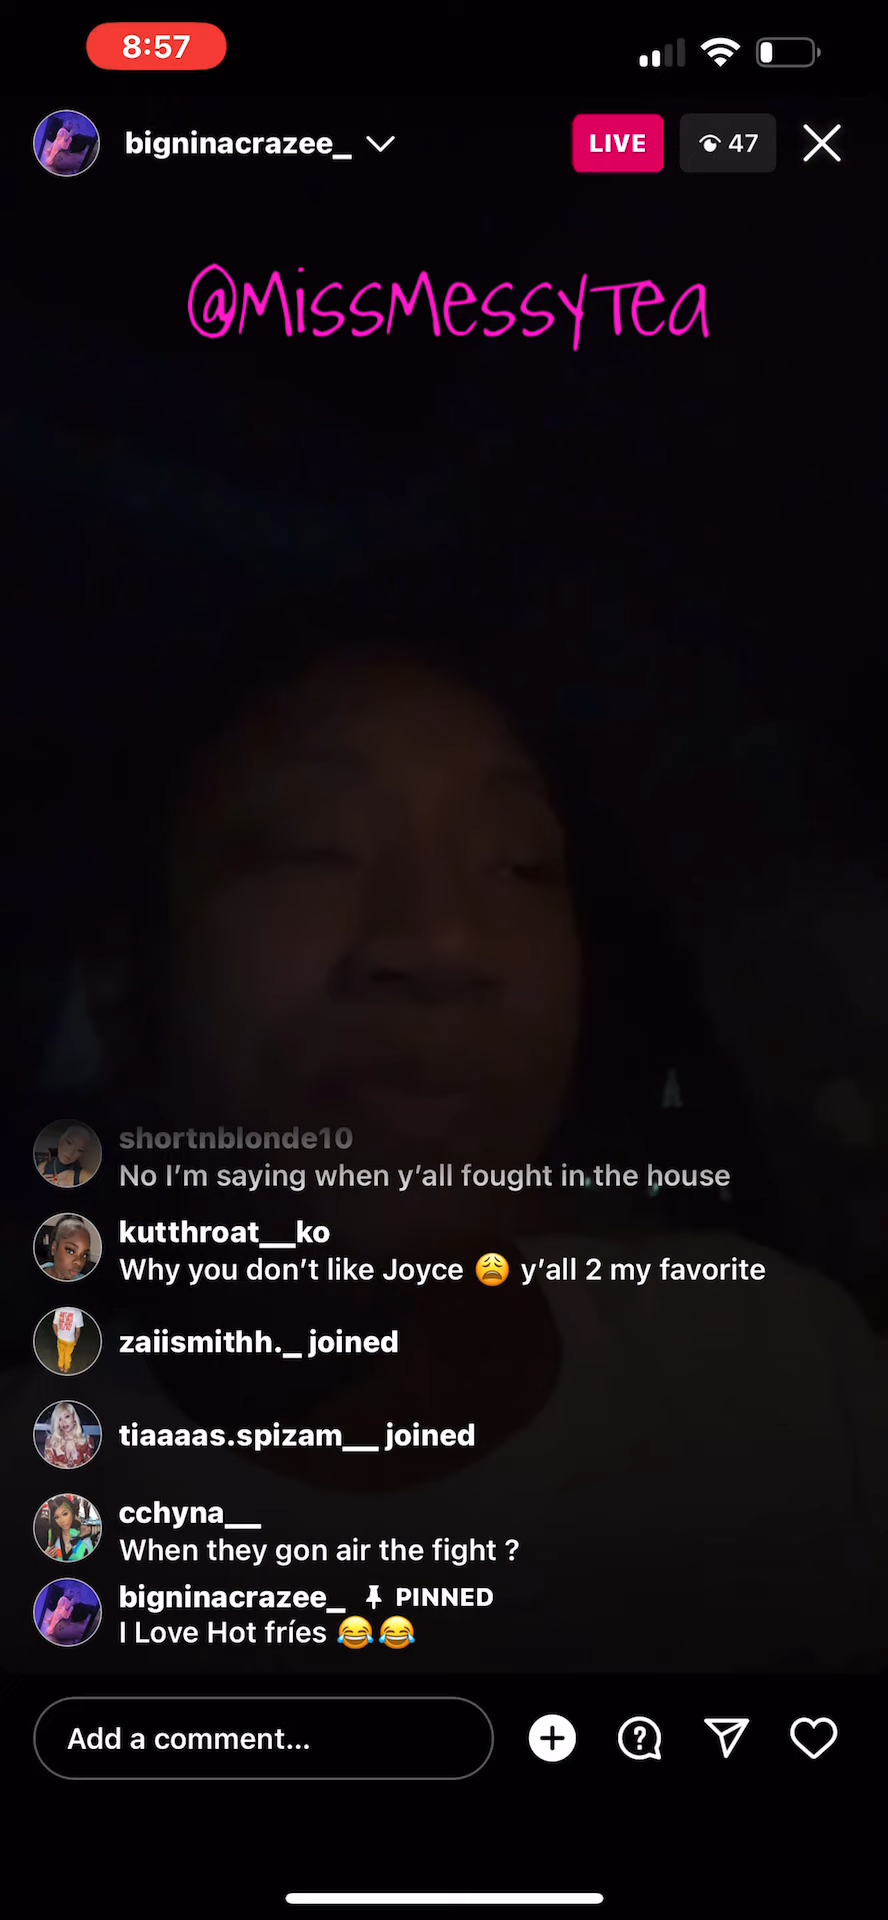 8:57
bigninacrazee_
LIVE
47
@MissMessyTea
shortnblonde10
No I’m saying when y’all fought in the house
kutthroat__ko
Why you don’t like Joyce 😩 y’all 2 my favorite
zaiismithh._ joined
tiaaaas.spizam__ joined
cchyna__
When they gon air the fight ?
bigninacrazee_ PINNED
I Love Hot fríes 😂😂
Add a comment...